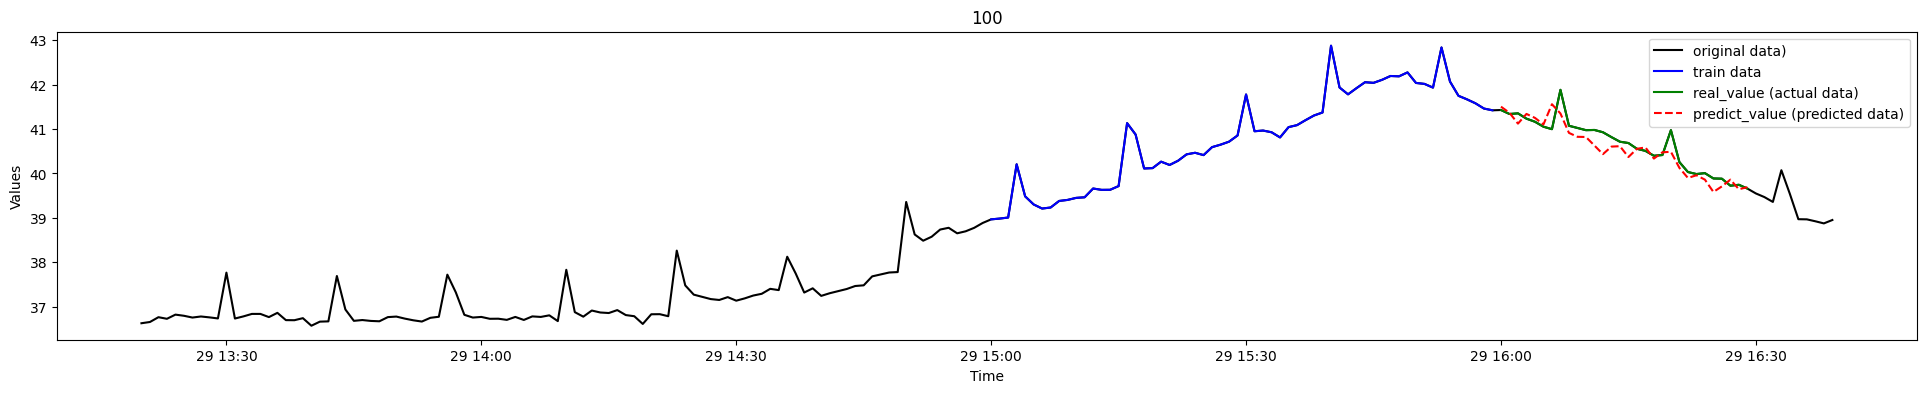 100
43
42
41
40
39
38
37
Values
29 13:30
29 14:00
29 14:30
29 15:00
29 15:30
29 16:00
29 16:30
Time
original data)
train data
real_value (actual data)
predict_value (predicted data)